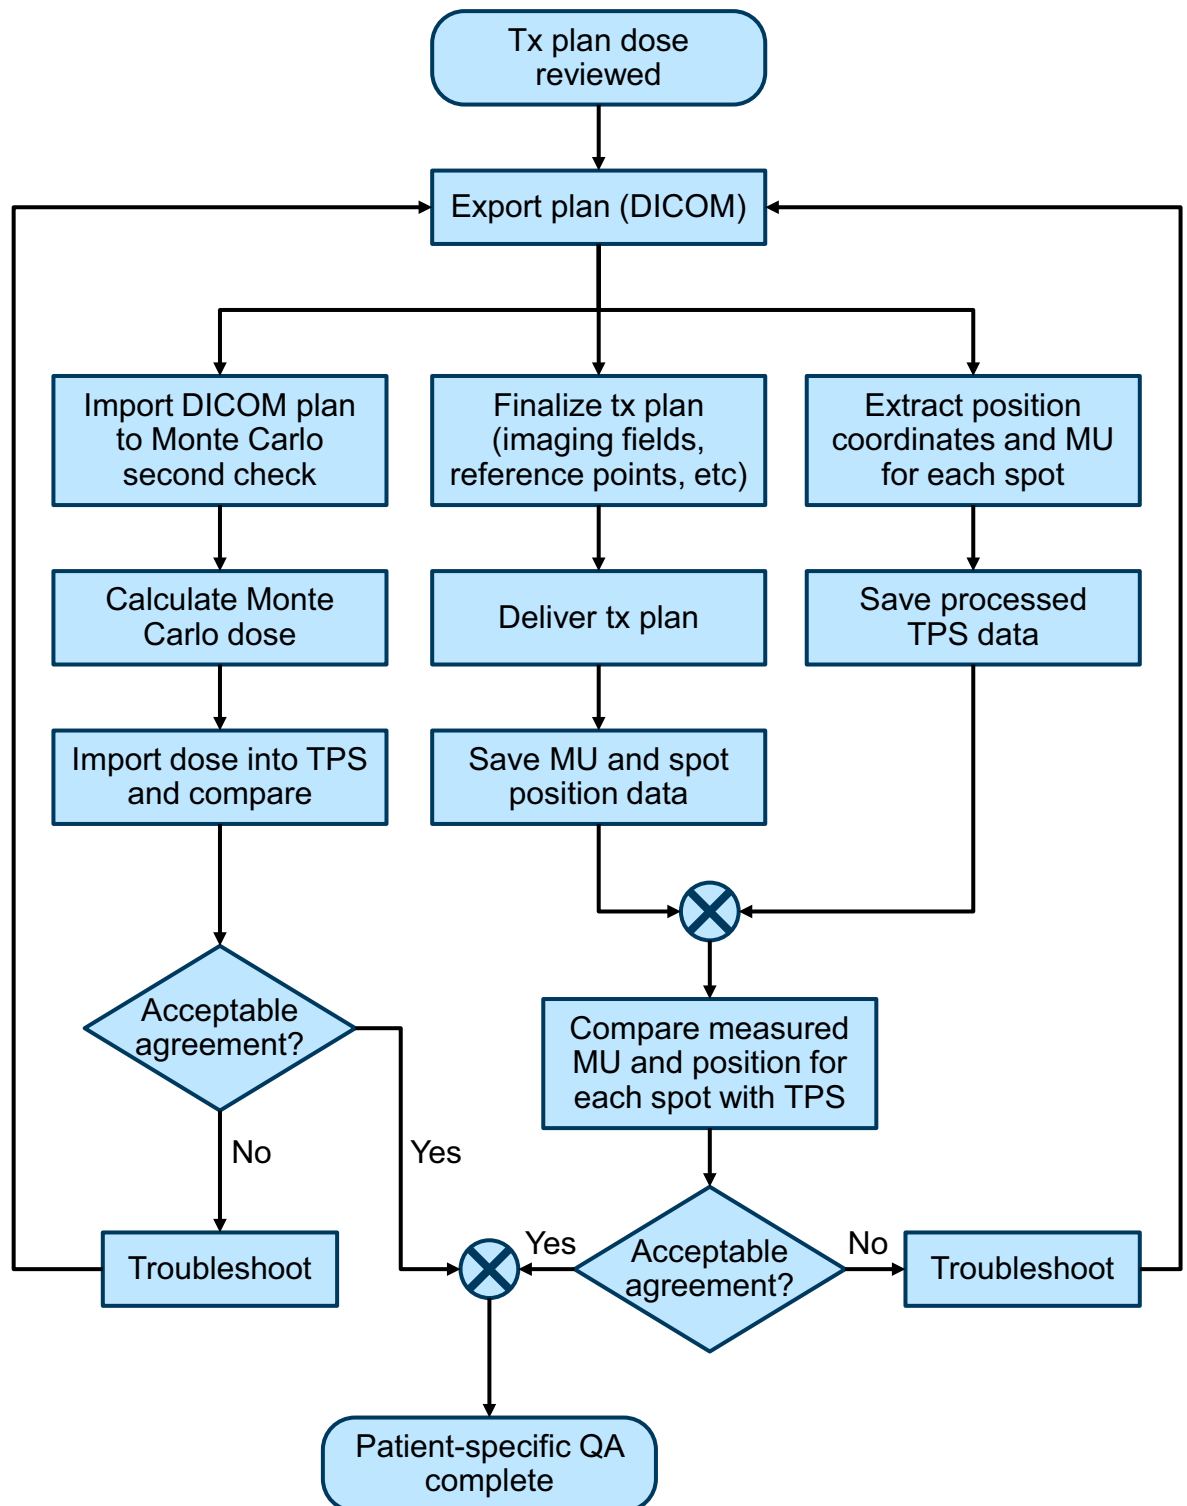 Tx plan dose
reviewed
Export plan (DICOM)
Import DICOM plan
to Monte Carlo
second check
Finalize tx plan
(imaging fields,
reference points, etc)
Extract position
coordinates and MU
for each spot
Calculate Monte
Carlo dose
Deliver tx plan
Save processed
TPS data
Import dose into TPS
and compare
Save MU and spot
position data
Acceptable
agreement?
Compare measured
MU and position for
each spot with TPS
No
Yes
Troubleshoot
Yes
Acceptable
agreement?
No
Troubleshoot
Patient-specific QA
complete